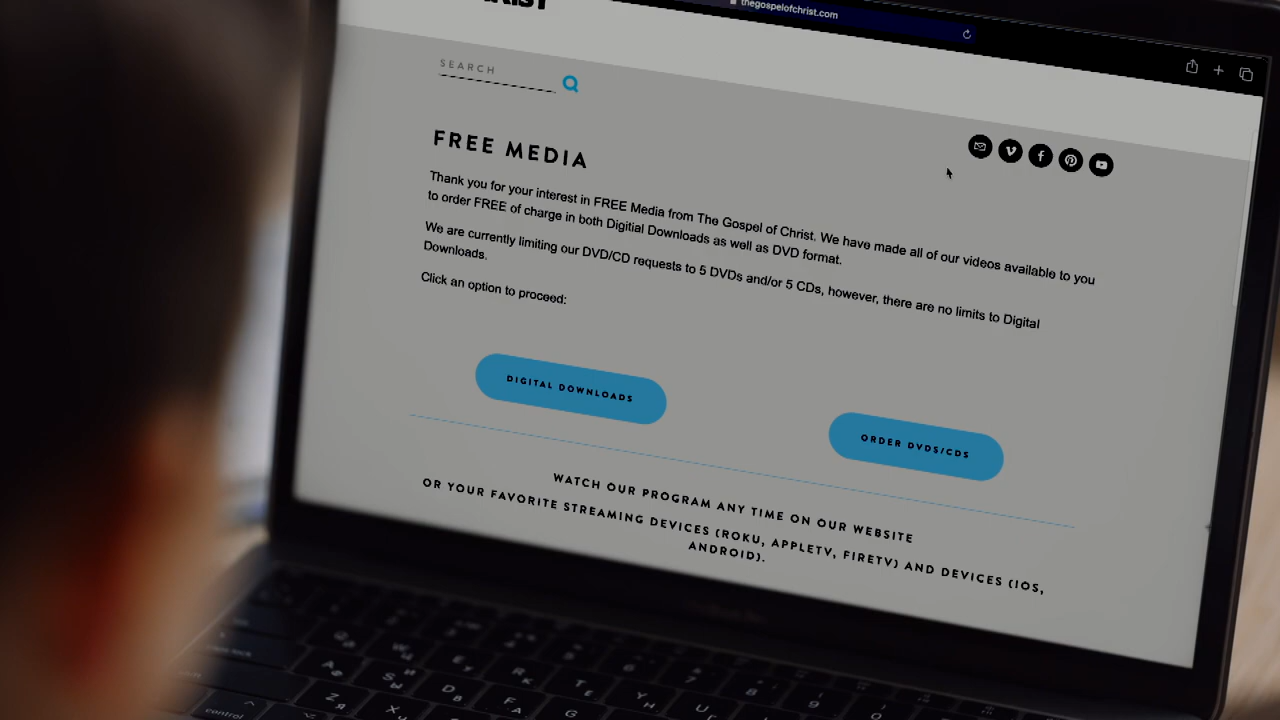 thegospelofchrist.com
SEARCH
FREE MEDIA
Thank you for your interest in FREE Media from The Gospel of Christ. We have made all of our videos available to you
to order FREE of charge in both Digitial Downloads as well as DVD format.
We are currently limiting our DVD/CD requests to 5 DVDs and/or 5 CDs, however, there are no limits to Digital
Downloads.
Click an option to proceed:
DIGITAL DOWNLOADS
ORDER DVDS/CDS
WATCH OUR PROGRAM ANY TIME ON OUR WEBSITE
OR YOUR FAVORITE STREAMING DEVICES (ROKU, APPLETV, FIRETV) AND DEVICES (IOS,
ANDROID).
control